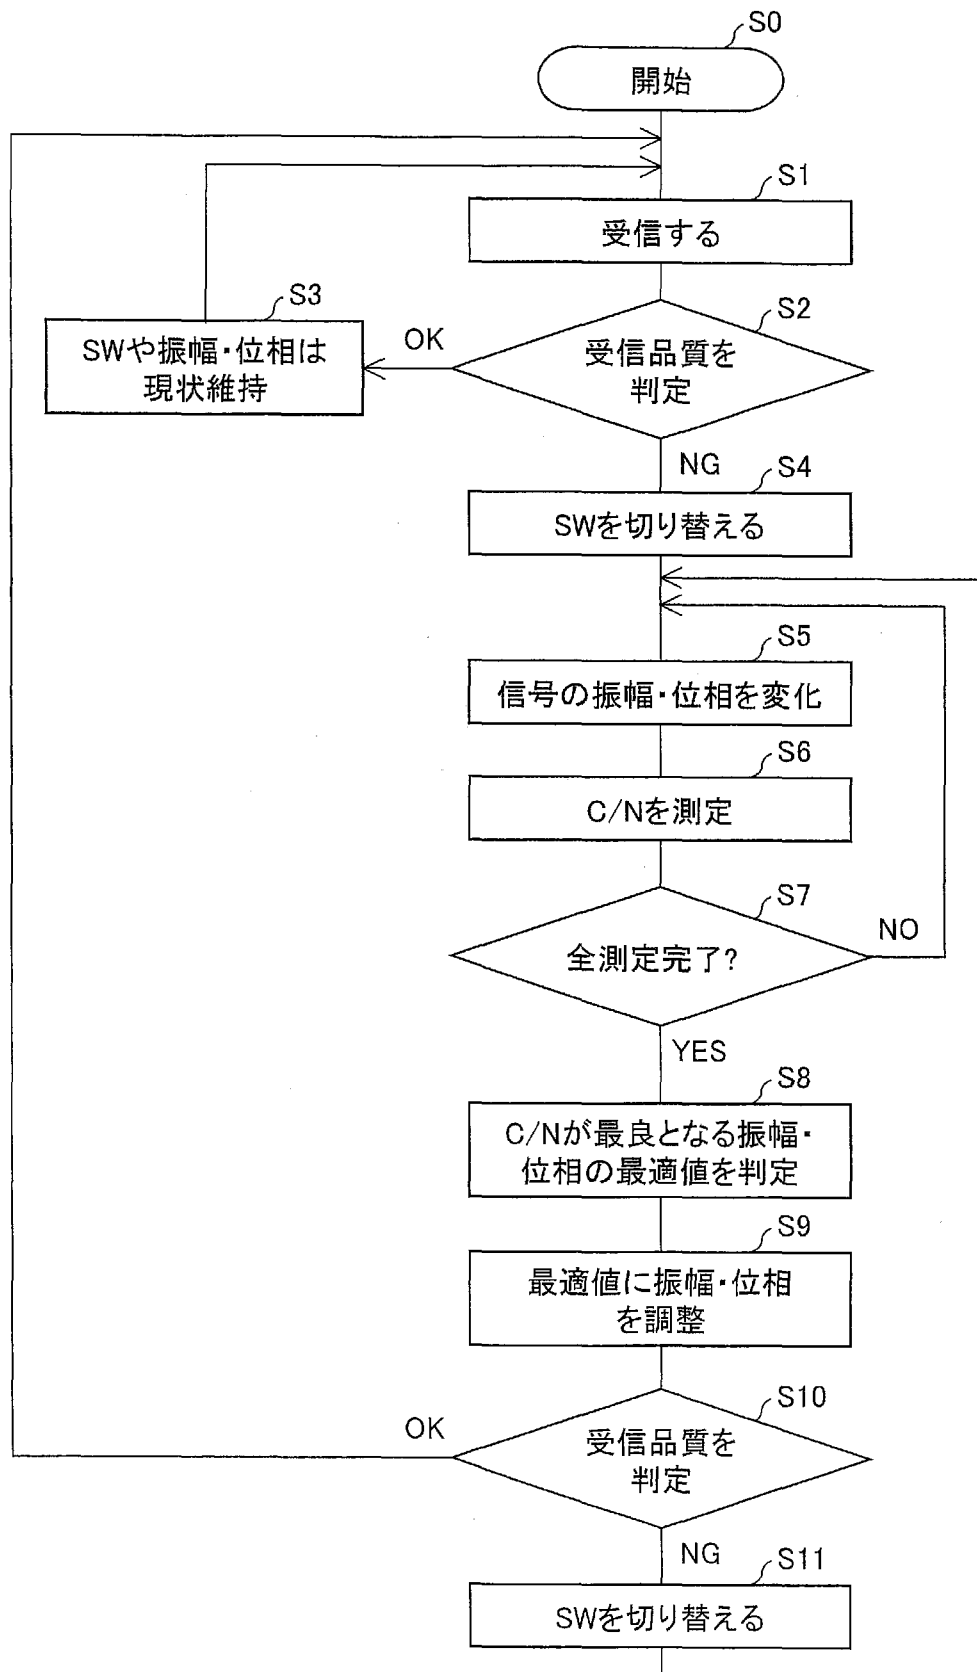 S0
開始
S1
受信する
S3
SWや振幅・位相は
現状維持
OK
S2
受信品質を
判定
NG
S4
SWを切り替える
S5
信号の振幅・位相を変化
S6
C/Nを測定
S7
全測定完了?
NO
YES
S8
C/Nが最良となる振幅・
位相の最適値を判定
S9
最適値に振幅・位相
を調整
S10
OK
受信品質を
判定
NG
S11
SWを切り替える